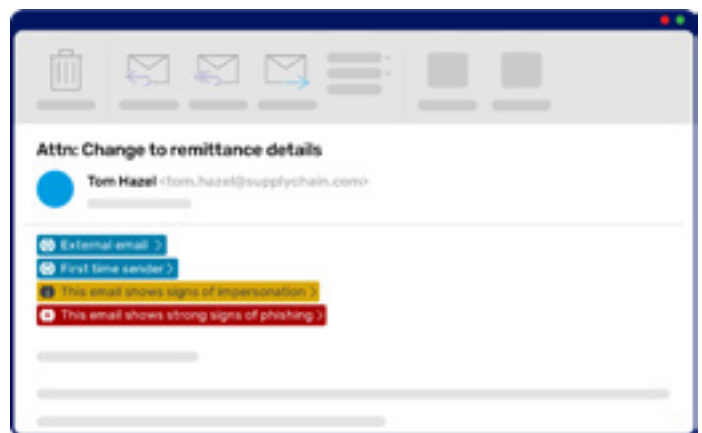 Attn: Change to remittance details
Tom Hazel <tom.hazel@supplychain.com>
External email >
First time sender >
This email shows signs of impersonation >
This email shows strong signs of phishing >